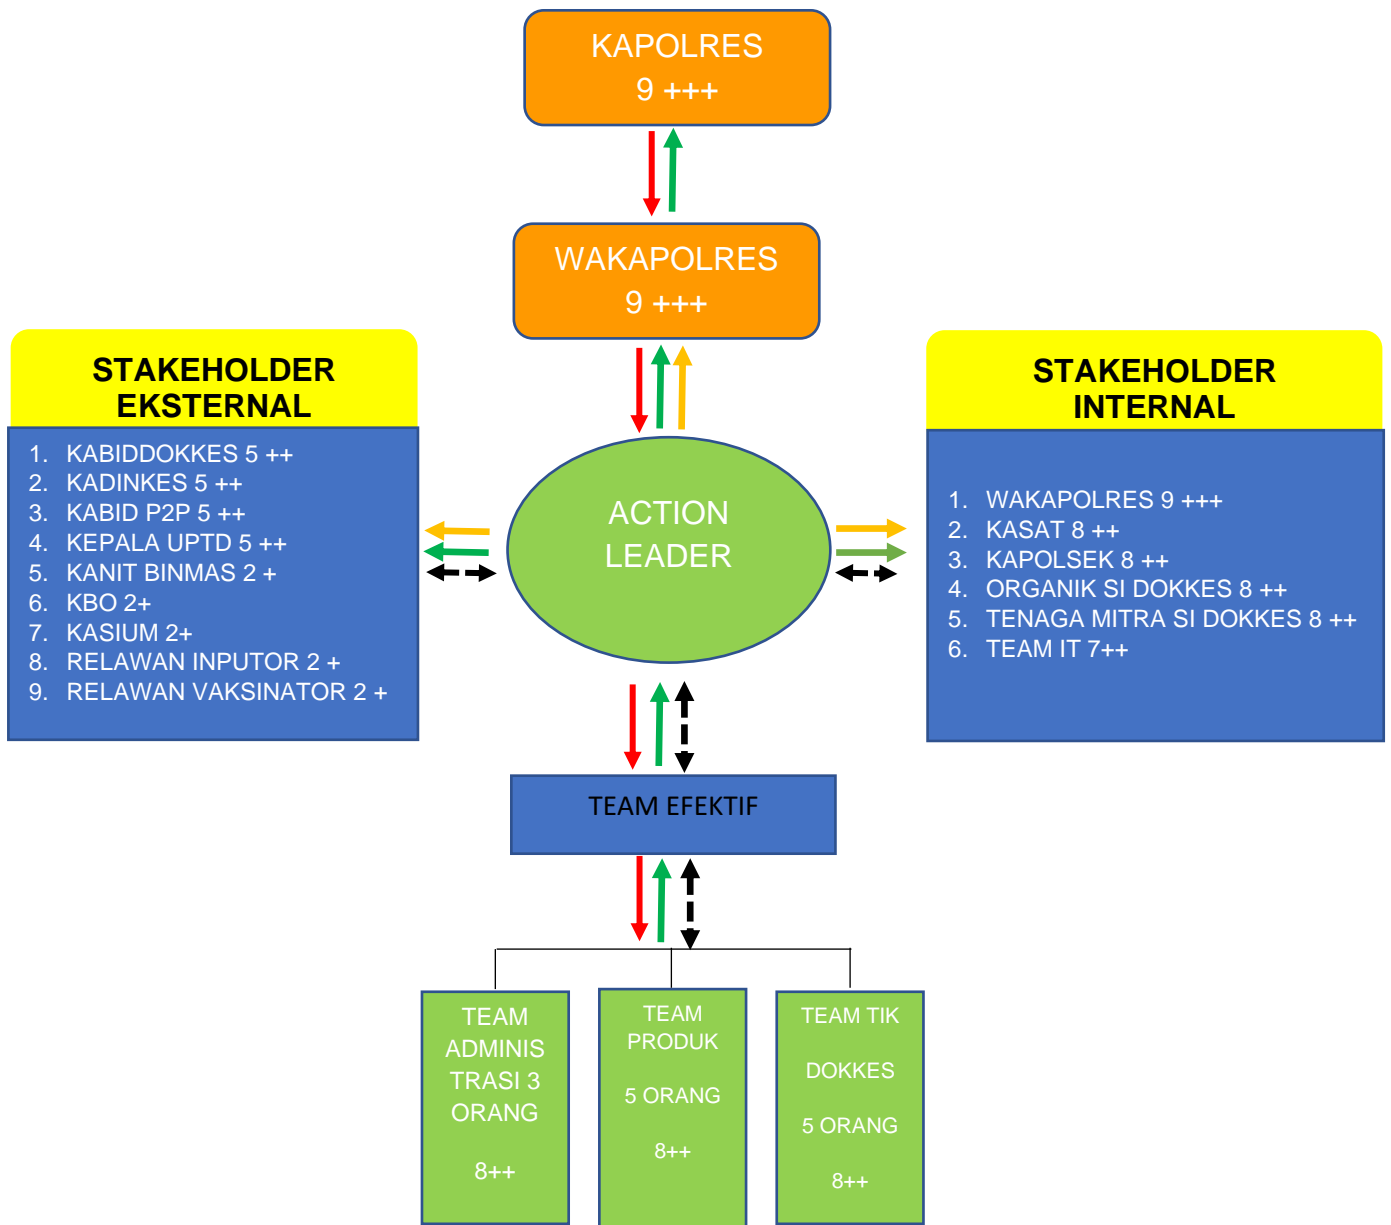 KAPOLRES
9 +++
WAKAPOLRES
9 +++
STAKEHOLDER
EKSTERNAL
1. KABIDDOKKES 5 ++
2. KADINKES 5 ++
3. KABID P2P 5 ++
4. KEPALA UPTD 5 ++
5. KANIT BINMAS 2 +
6. KBO 2+
7. KASIUM 2+
8. RELAWAN INPUTOR 2 +
9. RELAWAN VAKSINATOR 2 +
ACTION
LEADER
STAKEHOLDER
INTERNAL
1. WAKAPOLRES 9 +++
2. KASAT 8 ++
3. KAPOLSEK 8 ++
4. ORGANIK SI DOKKES 8 ++
5. TENAGA MITRA SI DOKKES 8 ++
6. TEAM IT 7++
TEAM EFEKTIF
TEAM
ADMINIS
TRASI 3
ORANG
8++
TEAM
PRODUK
5 ORANG
8++
TEAM TIK
DOKKES
5 ORANG
8++